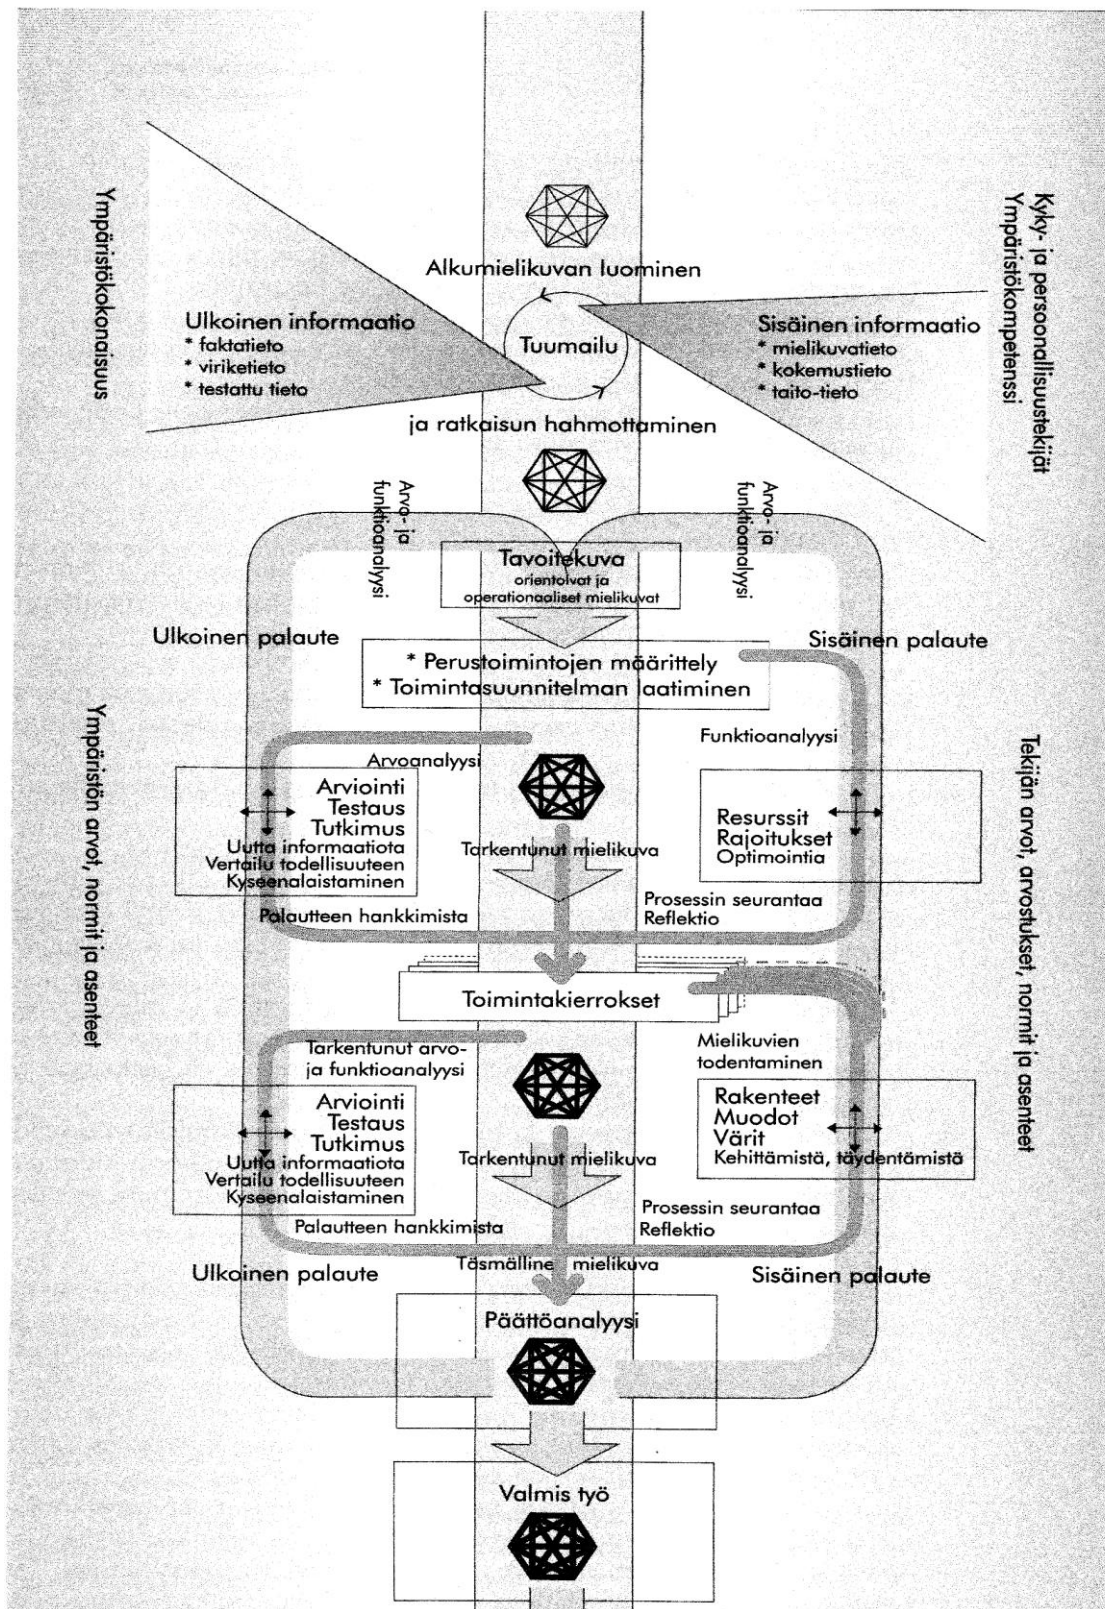 Ympäristökokonaisuus
Kyky- ja persoonallisuustekijät
Ympäristökompetenssi
Alkumielikuvan luominen
Ulkoinen informaatio
* faktatieto
* viriketieto
* testattu tieto
Tuumailu
Sisäinen informaatio
* mielikuvatieto
* kokemustieto
* taito-tieto
ja ratkaisun hahmottaminen
Arvo- ja
funktioanalyysi
Arvo- ja
funktioanalyysi
Tavoitekuva
orientoivat ja
operationaaliset mielikuvat
Ulkoinen palaute
Sisäinen palaute
* Perustoimintojen määrittely
* Toimintasuunnitelman laatiminen
Ympäristön arvot, normit ja asenteet
Tekijän arvot, arvostukset, normit ja asenteet
Arvoanalyysi
Funktioanalyysi
Arviointi
Testaus
Tutkimus
Uutta informaatiota
Vertailu todellisuuteen
Kyseenalaistaminen
Tarkentunut mielikuva
Resurssit
Rajoitukset
Optimointia
Palautteen hankkimista
Prosessin seurantaa
Reflektio
Toimintakierrokset
Tarkentunut arvo-
ja funktioanalyysi
Mielikuvien
todentaminen
Arviointi
Testaus
Tutkimus
Uutta informaatiota
Vertailu todellisuuteen
Kyseenalaistaminen
Tarkentunut mielikuva
Rakenteet
Muodot
Värit
Kehittämistä, täydentämistä
Palautteen hankkimista
Prosessin seurantaa
Reflektio
Ulkoinen palaute
Täsmälline mielikuva
Sisäinen palaute
Päättöanalyysi
Valmis työ